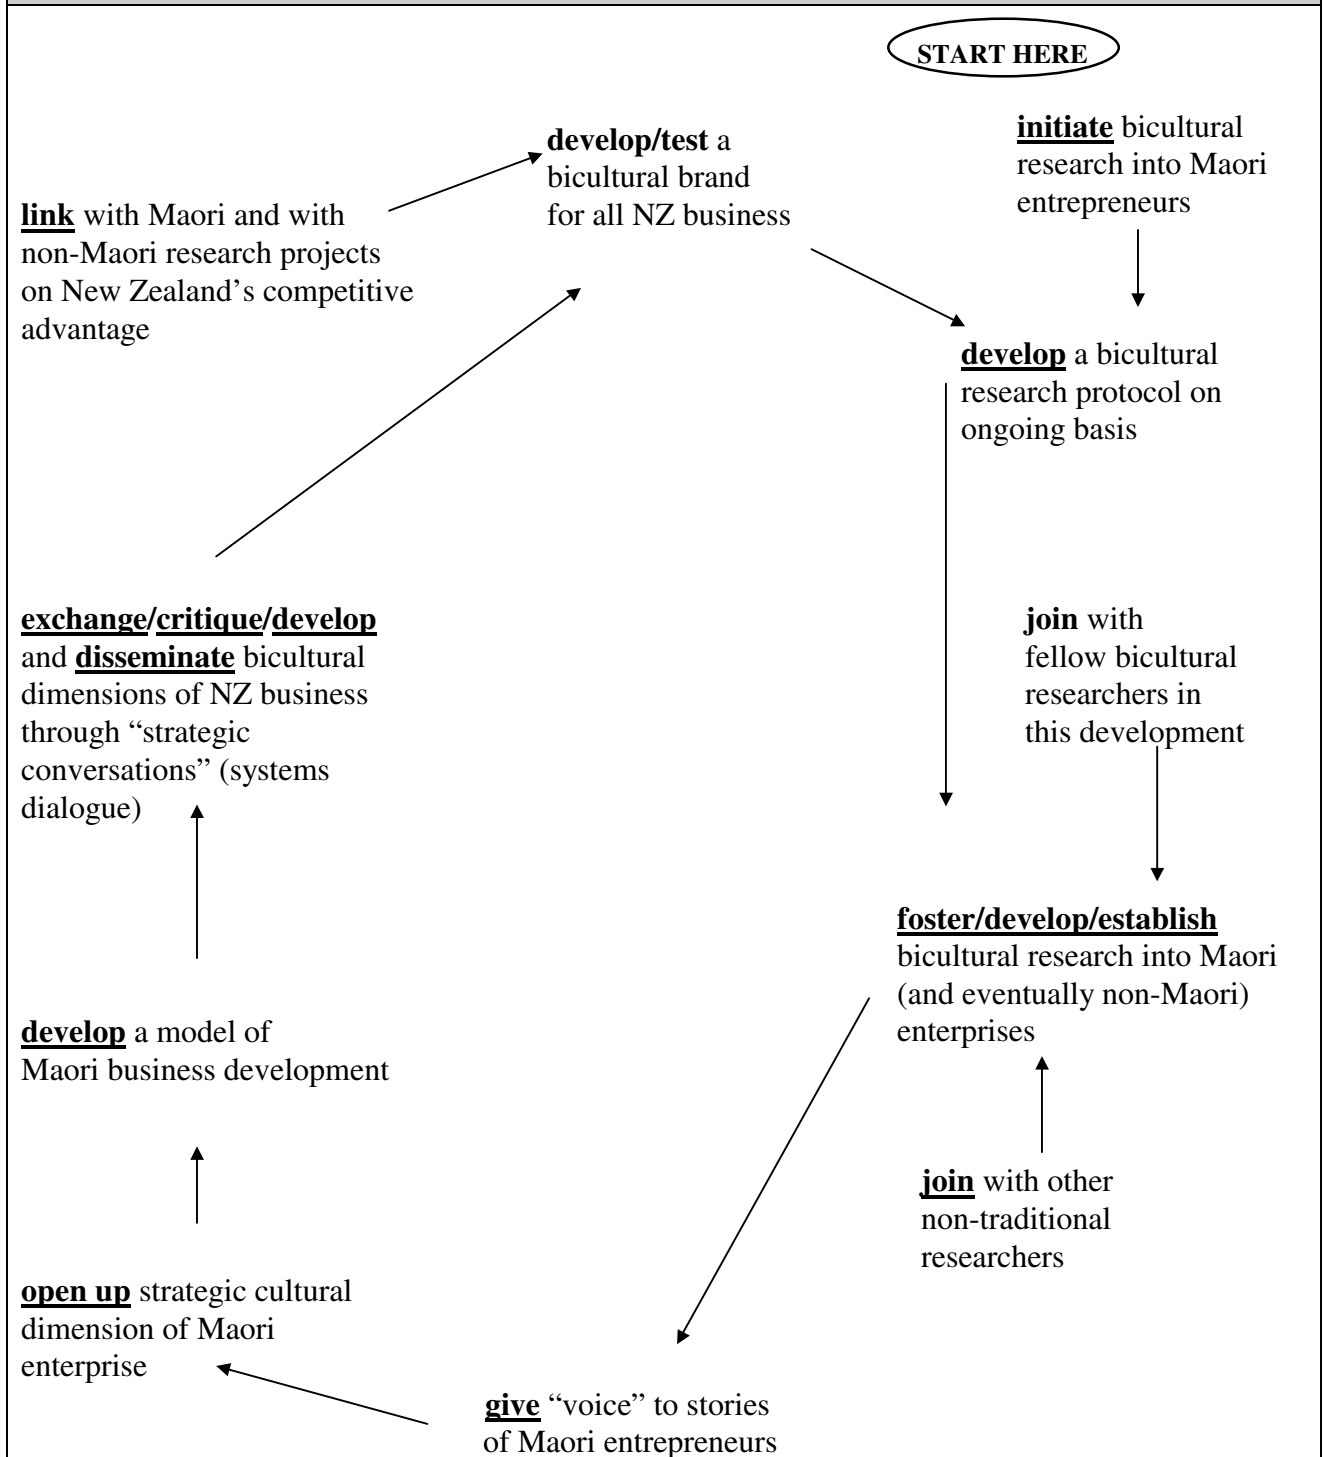 START HERE
initiate bicultural
research into Maori
entrepreneurs
develop/test a
bicultural brand
for all NZ business
link with Maori and with
non-Maori research projects
on New Zealand’s competitive
advantage
develop a bicultural
research protocol on
ongoing basis
exchange/critique/develop
and disseminate bicultural
dimensions of NZ business
through “strategic
conversations” (systems
dialogue)
join with
fellow bicultural
researchers in
this development
foster/develop/establish
bicultural research into Maori
(and eventually non-Maori)
enterprises
develop a model of
Maori business development
join with other
non-traditional
researchers
open up strategic cultural
dimension of Maori
enterprise
give “voice” to stories
of Maori entrepreneurs